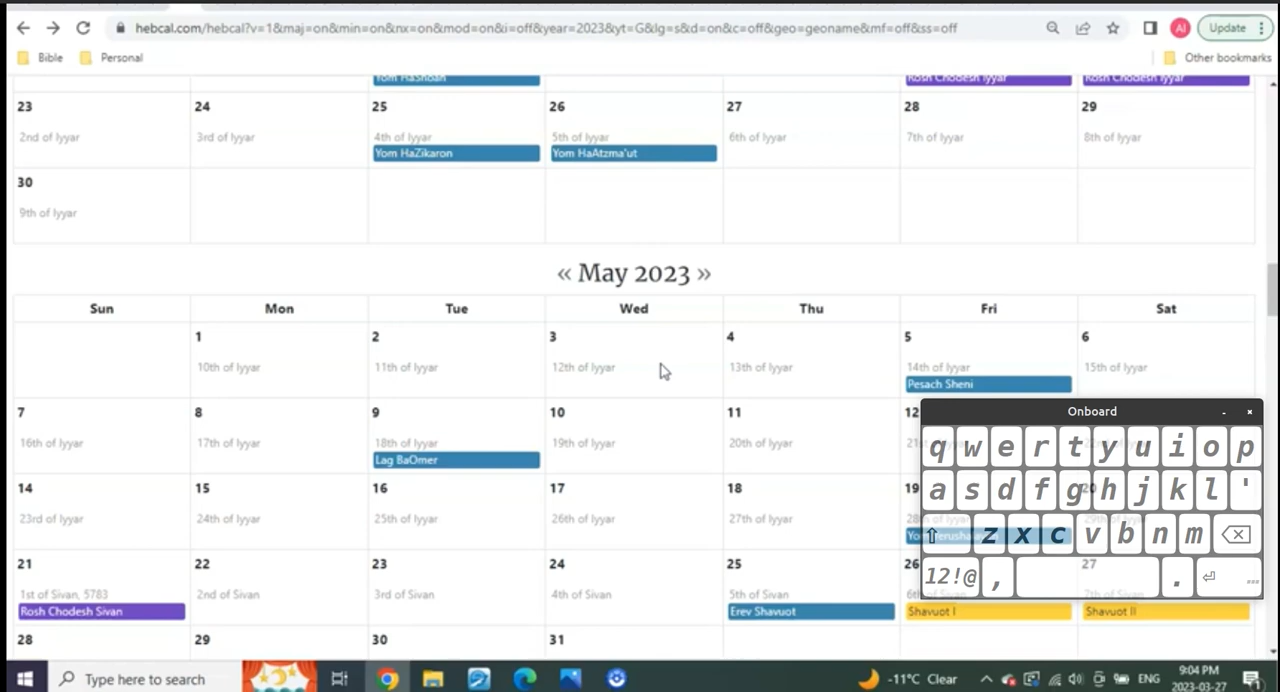 hebcal.com/hebcal?v=1&maj=on&min=on&nx=on&mod=on&i=off&year=2023&yt=G&lg=s&d=on&c=off&geo=geoname&mf=off&ss=off
AI
Update
Bible
Personal
Other bookmarks
Yom HaShoah
Rosh Chodesh Iyyar
Rosh Chodesh Iyyar
23
24
25
26
27
28
29
2nd of Iyyar
3rd of Iyyar
4th of Iyyar
5th of Iyyar
6th of Iyyar
7th of Iyyar
8th of Iyyar
Yom HaZikaron
Yom HaAtzma'ut
30
9th of Iyyar
« May 2023 »
Sun
Mon
Tue
Wed
Thu
Fri
Sat
1
2
3
4
5
6
10th of Iyyar
11th of Iyyar
12th of Iyyar
13th of Iyyar
14th of Iyyar
15th of Iyyar
Pesach Sheni
7
8
9
10
11
12
16th of Iyyar
17th of Iyyar
18th of Iyyar
19th of Iyyar
20th of Iyyar
Lag BaOmer
Onboard
q w e r t y u i o p
a s d f g h j k l '
⇧ z x c v b n m
12!@ , . ...
14
15
16
17
18
19
20
23rd of Iyyar
24th of Iyyar
25th of Iyyar
26th of Iyyar
27th of Iyyar
21
22
23
24
25
26
27
1st of Sivan, 5783
2nd of Sivan
3rd of Sivan
4th of Sivan
5th of Sivan
Rosh Chodesh Sivan
Erev Shavuot
Shavuot I
Shavuot II
28
29
30
31
Type here to search
-11°C Clear
ENG
9:04 PM
2023-03-27
1